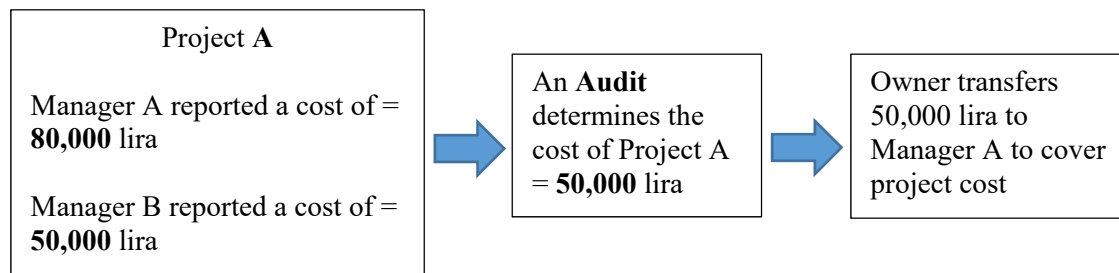 Project A
Manager A reported a cost of =
80,000 lira
Manager B reported a cost of =
50,000 lira
An Audit
determines the
cost of Project A
= 50,000 lira
Owner transfers
50,000 lira to
Manager A to cover
project cost